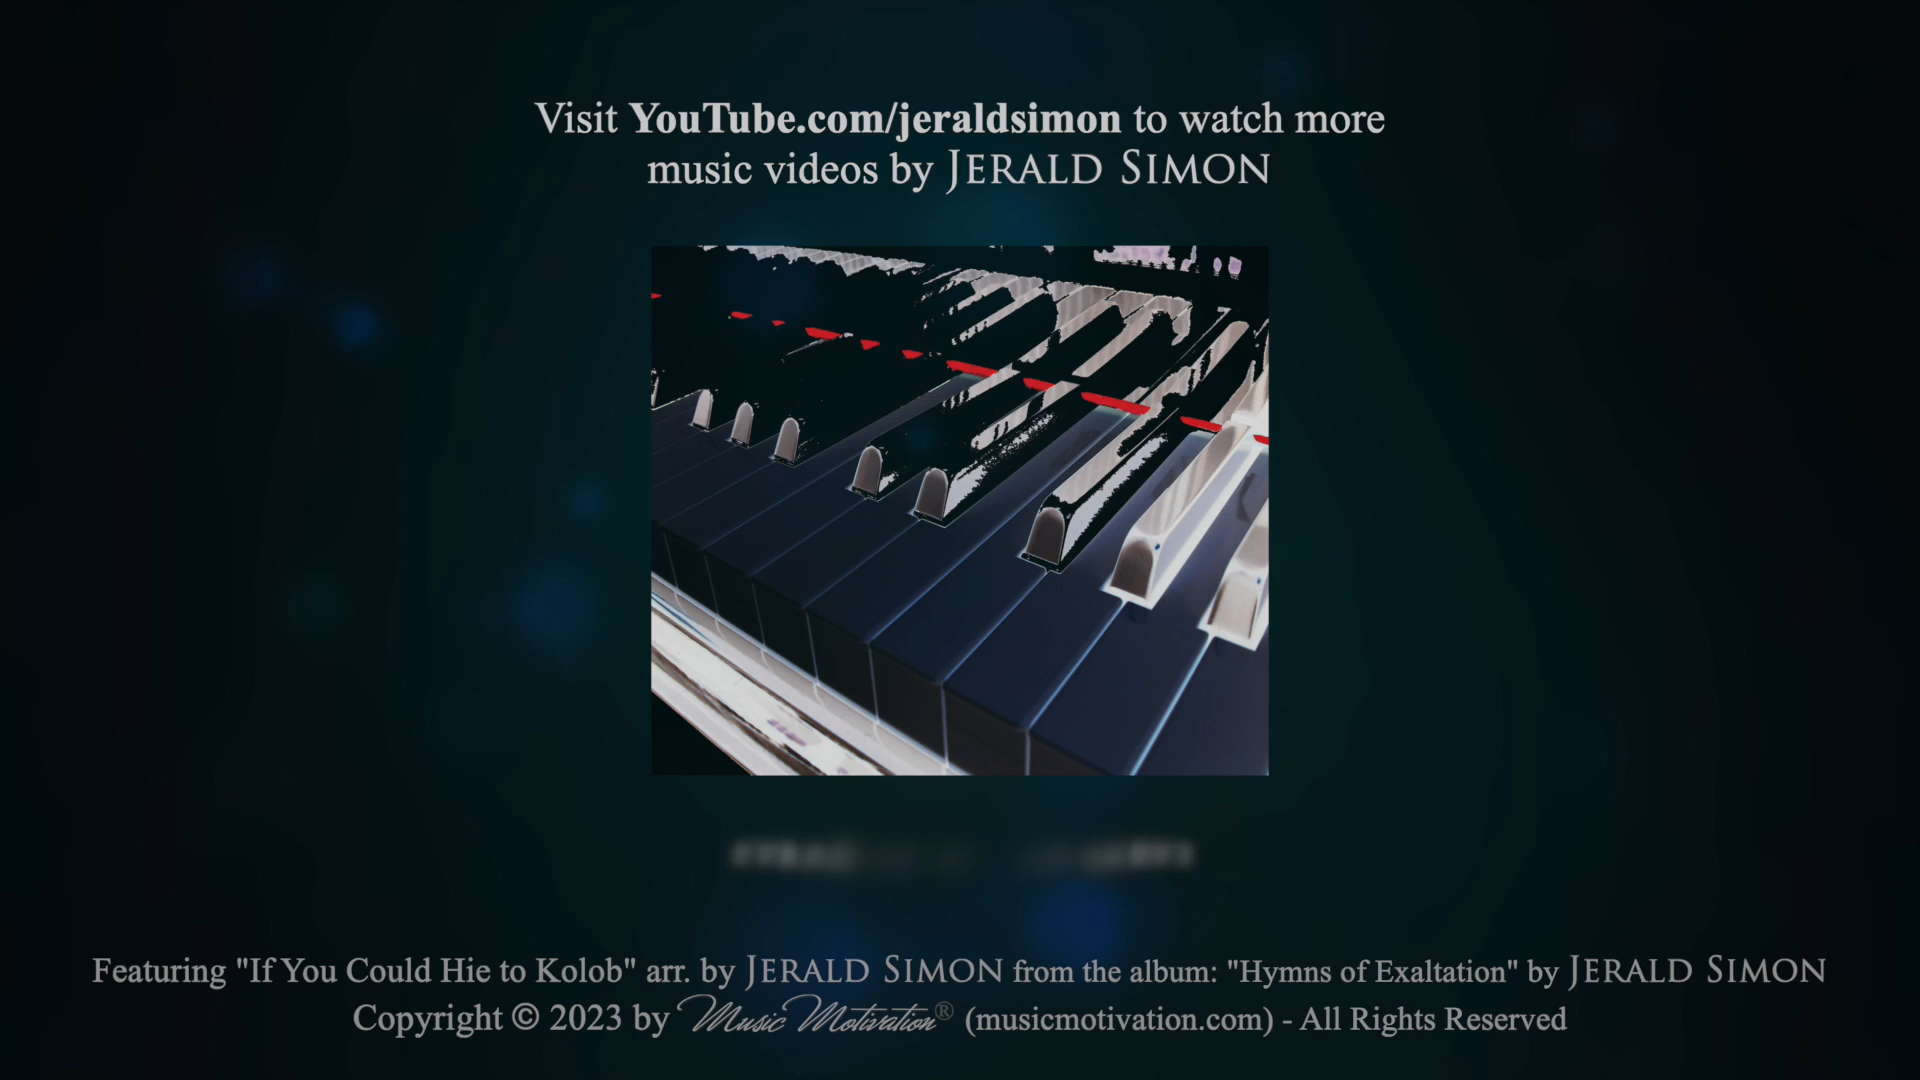 Visit YouTube.com/jeraldsimon to watch more
music videos by JERALD SIMON
Featuring "If You Could Hie to Kolob" arr. by JERALD SIMON from the album: "Hymns of Exaltation" by JERALD SIMON
Copyright © 2023 by Music Motivation® (musicmotivation.com) - All Rights Reserved